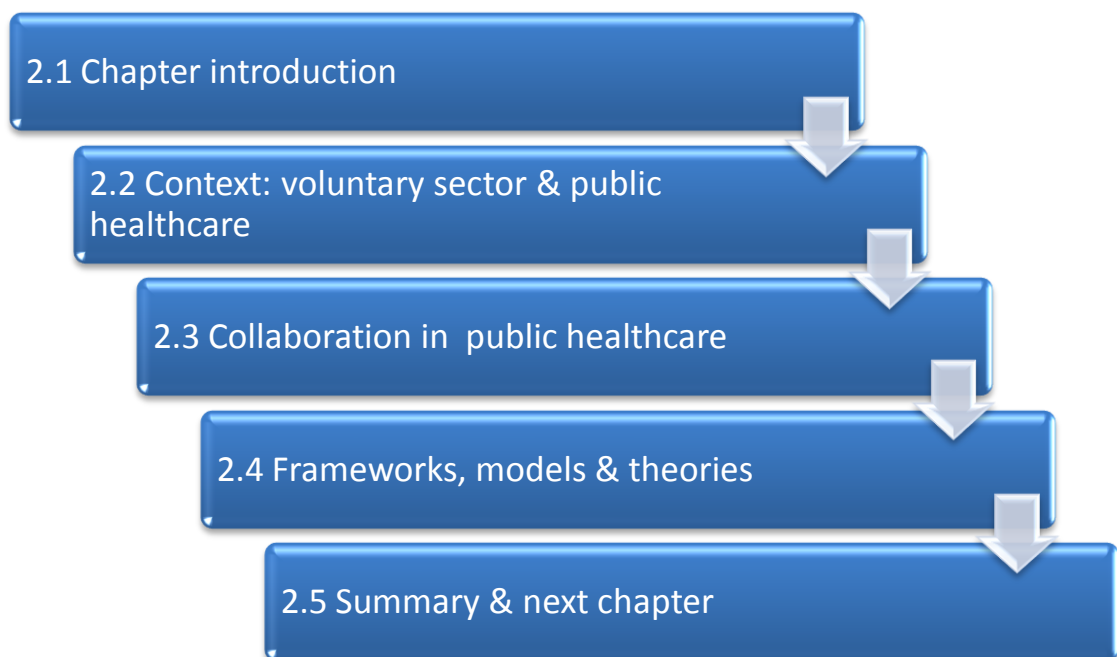 2.1 Chapter introduction
2.2 Context: voluntary sector & public
healthcare
2.3 Collaboration in  public healthcare
2.4 Frameworks, models & theories
2.5 Summary & next chapter